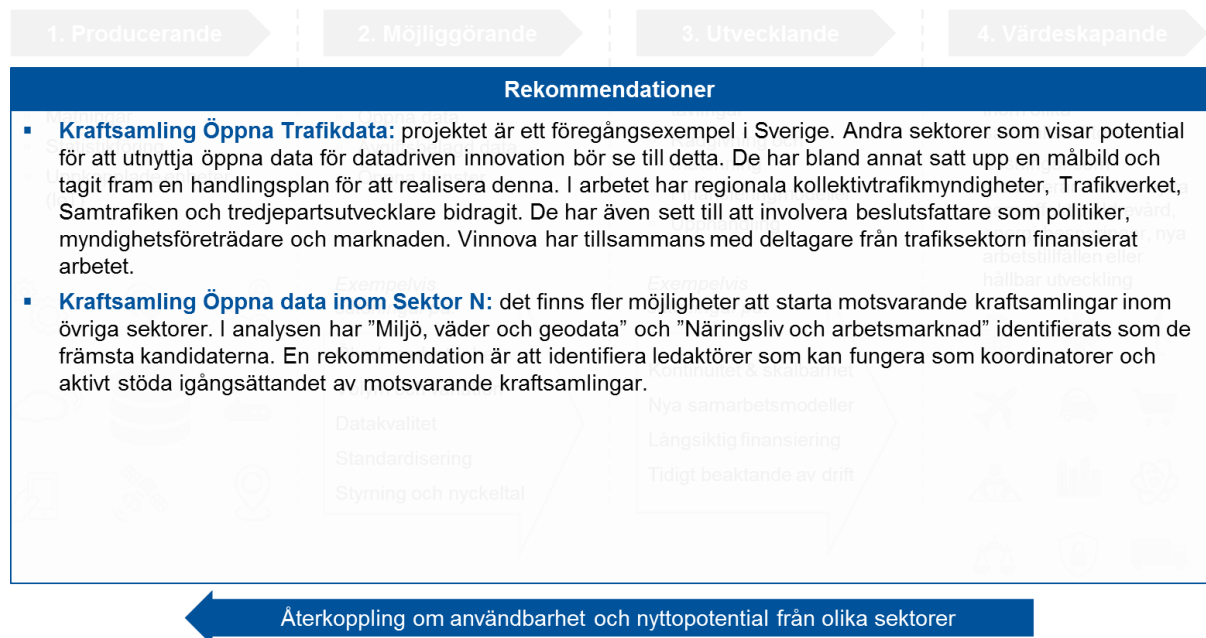 1. Producerande
2. Möjliggörande
3. Utvecklande
4. Värdeskapande
Rekommendationer
Kraftsamling Öppna Trafikdata: projektet är ett föregångsexempel i Sverige. Andra sektorer som visar potential
för att utnyttja öppna data för datadriven innovation bör se till detta. De har bland annat satt upp en målbild och
tagit fram en handlingsplan för att realisera denna. I arbetet har regionala kollektivtrafikmyndigheter, Trafikverket,
Samtrafiken och tredjepartsutvecklare bidragit. De har även sett till att involvera beslutsfattare som politiker,
myndighetsföreträdare och marknaden. Vinnova har tillsammans med deltagare från trafiksektorn finansierat
arbetet.
Kraftsamling Öppna data inom Sektor N: det finns fler möjligheter att starta motsvarande kraftsamlingar inom
övriga sektorer. I analysen har ”Miljö, väder och geodata” och ”Näringsliv och arbetsmarknad” identifierats som de
främsta kandidaterna. En rekommendation är att identifiera ledaktörer som kan fungera som koordinatorer och
aktivt stöda igångsättandet av motsvarande kraftsamlingar.
Exempelvis
Exempelvis
arbetstillfällen eller
hållbar utveckling
Volym och variation
Datakvalitet
Standardisering
Styrning och nyckeltal
Kontinuitet & skalbarhet
Nya samarbetsmodeller
Långsiktig finansiering
Tidigt beaktande av drift
Återkoppling om användbarhet och nyttopotential från olika sektorer